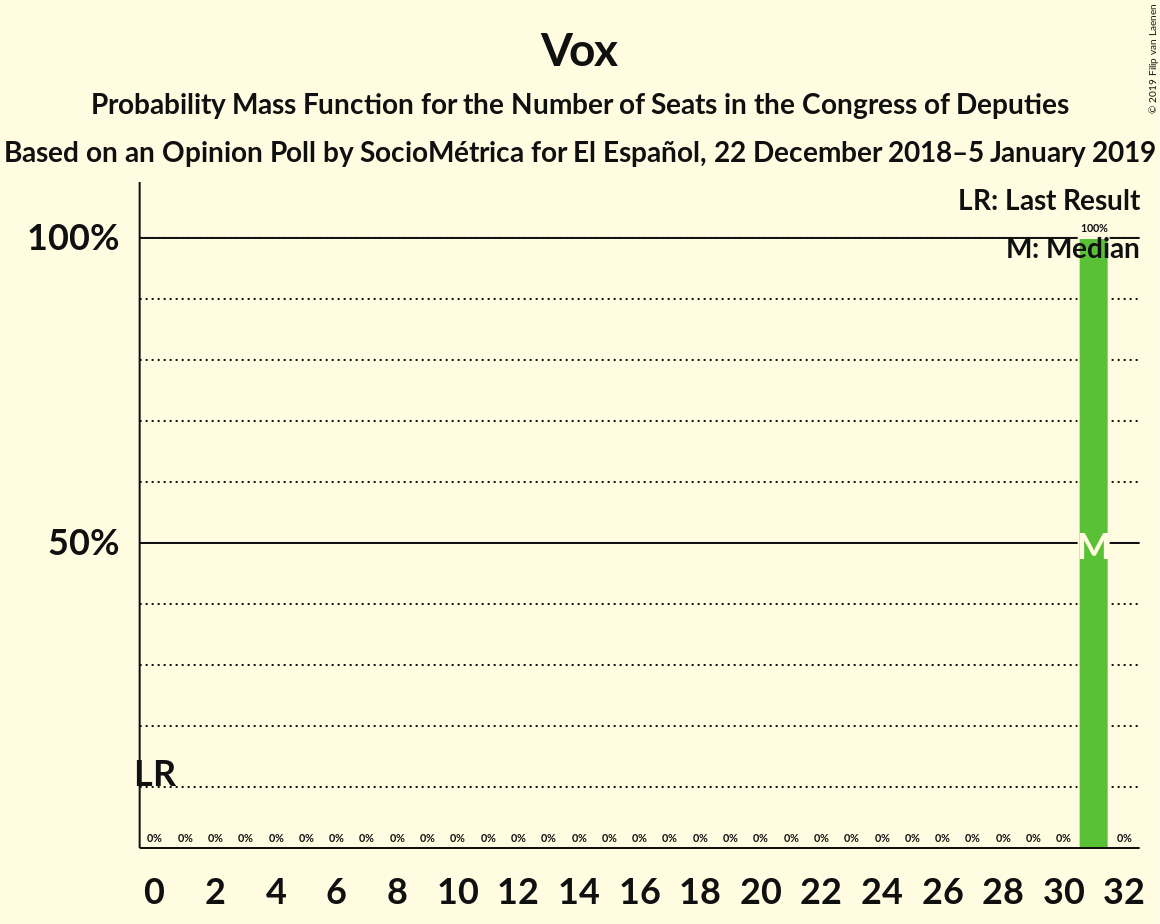 Vox
Probability Mass Function for the Number of Seats in the Congress of Deputies
Based on an Opinion Poll by SocioMétrica for El Español, 22 December 2018–5 January 2019
© 2019 Filip van Laenen
LR: Last Result
M: Median
100%
100%
50%
M
LR
0% 0% 0% 0% 0% 0% 0% 0% 0% 0% 0% 0% 0% 0% 0% 0% 0% 0% 0% 0% 0% 0% 0% 0% 0% 0% 0% 0% 0% 0% 0% 0%
0 2 4 6 8 10 12 14 16 18 20 22 24 26 28 30 32